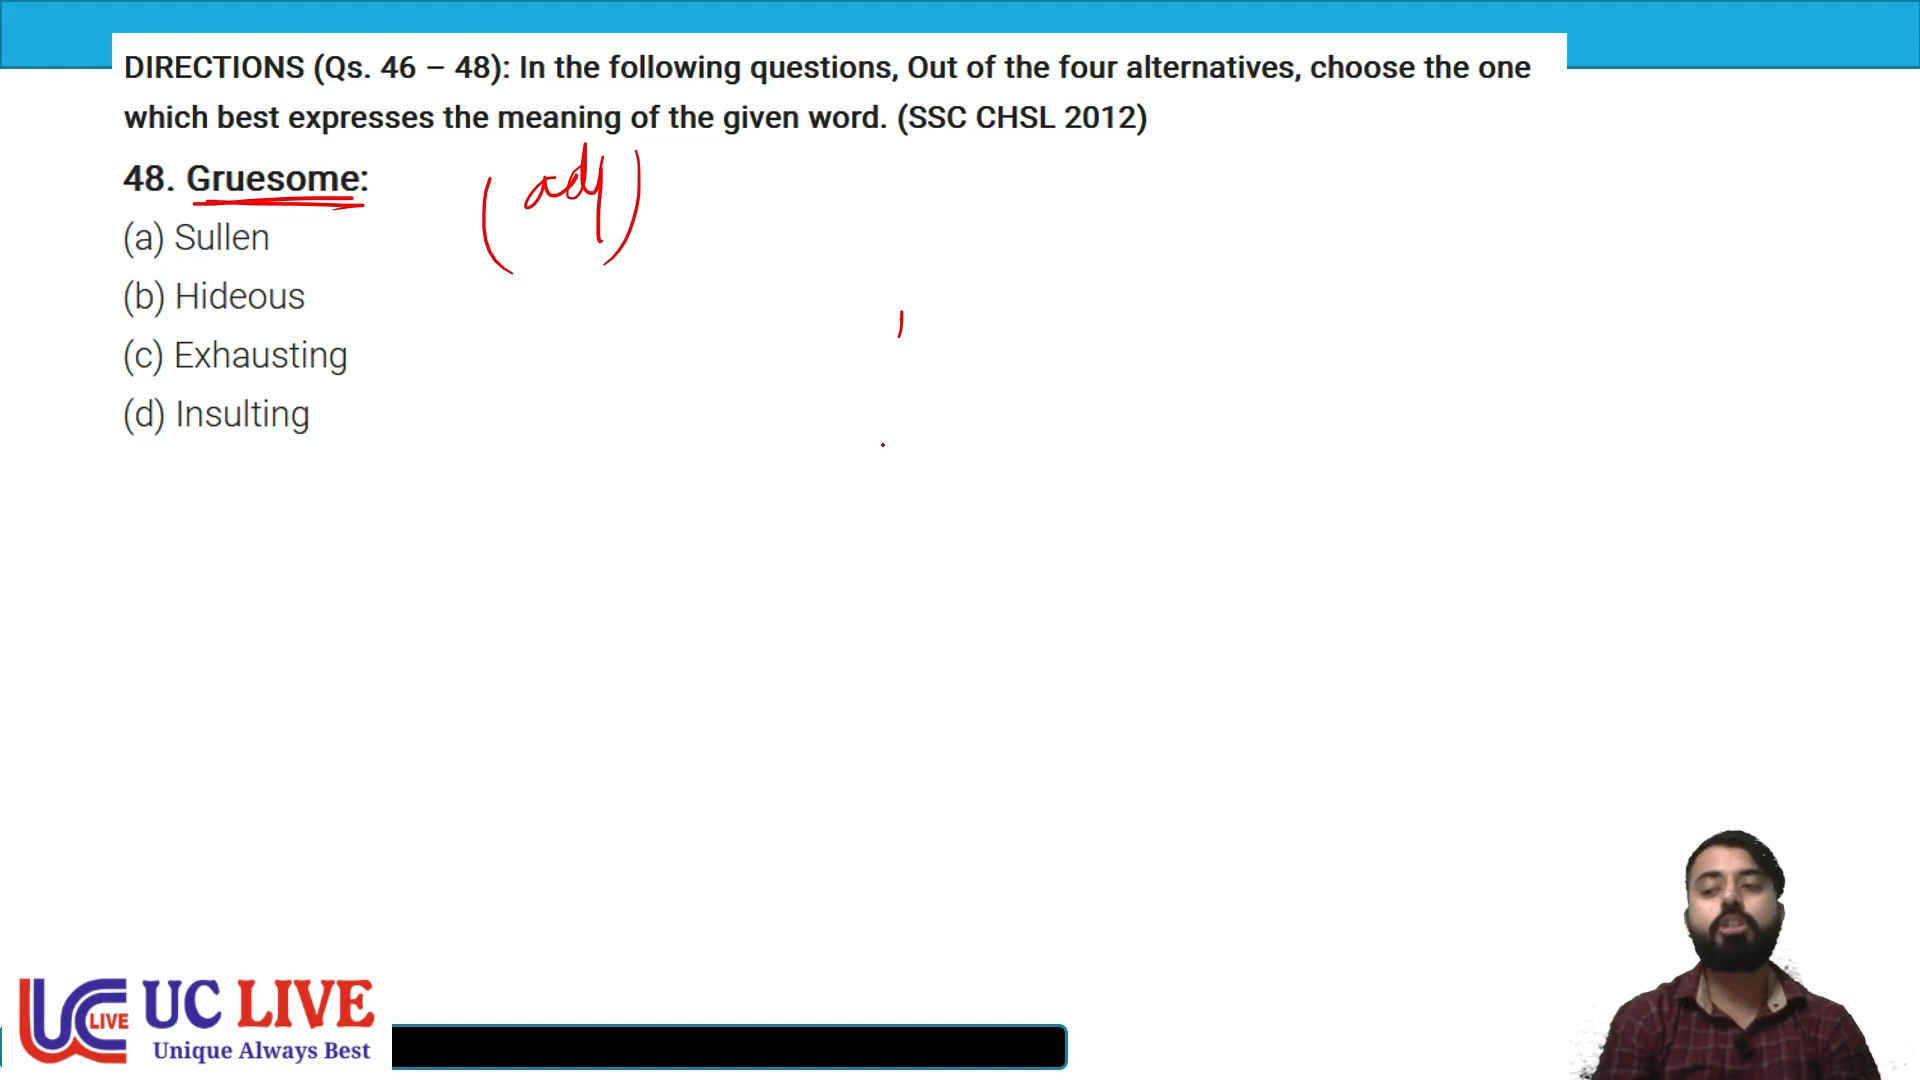 DIRECTIONS (Qs. 46 – 48): In the following questions, Out of the four alternatives, choose the one
which best expresses the meaning of the given word. (SSC CHSL 2012)
48. Gruesome:
(adj)
(a) Sullen
(b) Hideous
(c) Exhausting
(d) Insulting
LIVE
UC LIVE
Unique Always Best